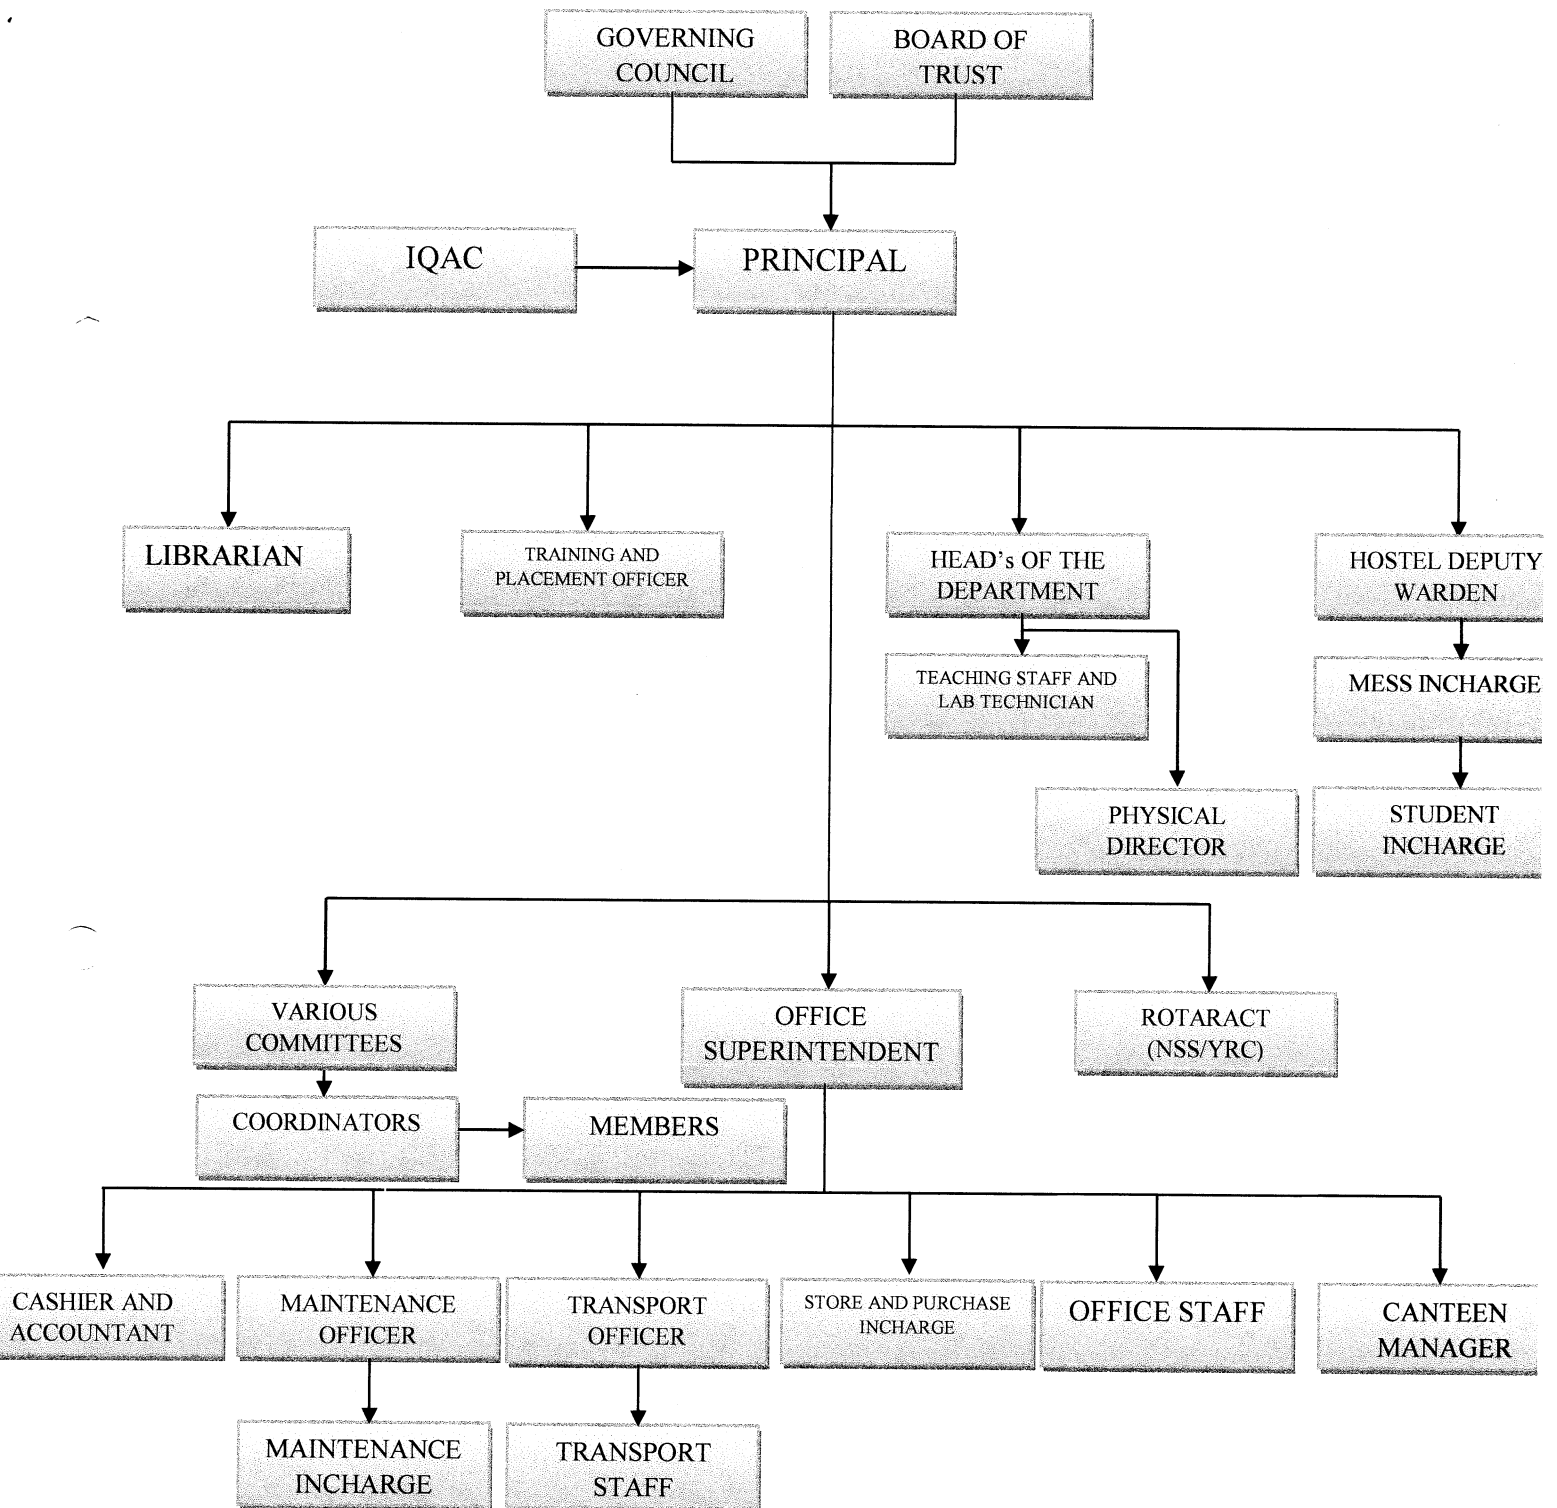 GOVERNING
COUNCIL
BOARD OF
TRUST
IQAC
PRINCIPAL
LIBRARIAN
TRAINING AND
PLACEMENT OFFICER
HEAD's OF THE
DEPARTMENT
HOSTEL DEPUTY
WARDEN
TEACHING STAFF AND
LAB TECHNICIAN
MESS INCHARGE
PHYSICAL
DIRECTOR
STUDENT
INCHARGE
VARIOUS
COMMITTEES
OFFICE
SUPERINTENDENT
ROTARACT
(NSS/YRC)
COORDINATORS
MEMBERS
CASHIER AND
ACCOUNTANT
MAINTENANCE
OFFICER
TRANSPORT
OFFICER
STORE AND PURCHASE
INCHARGE
OFFICE STAFF
CANTEEN
MANAGER
MAINTENANCE
INCHARGE
TRANSPORT
STAFF